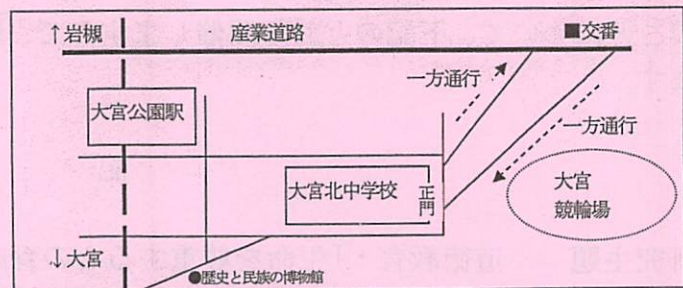 ↑岩槻
産業道路
■交番
一方通行
大宮公園駅
一方通行
大宮北中学校
正門
大宮
競輪場
↓大宮
●歴史と民族の博物館